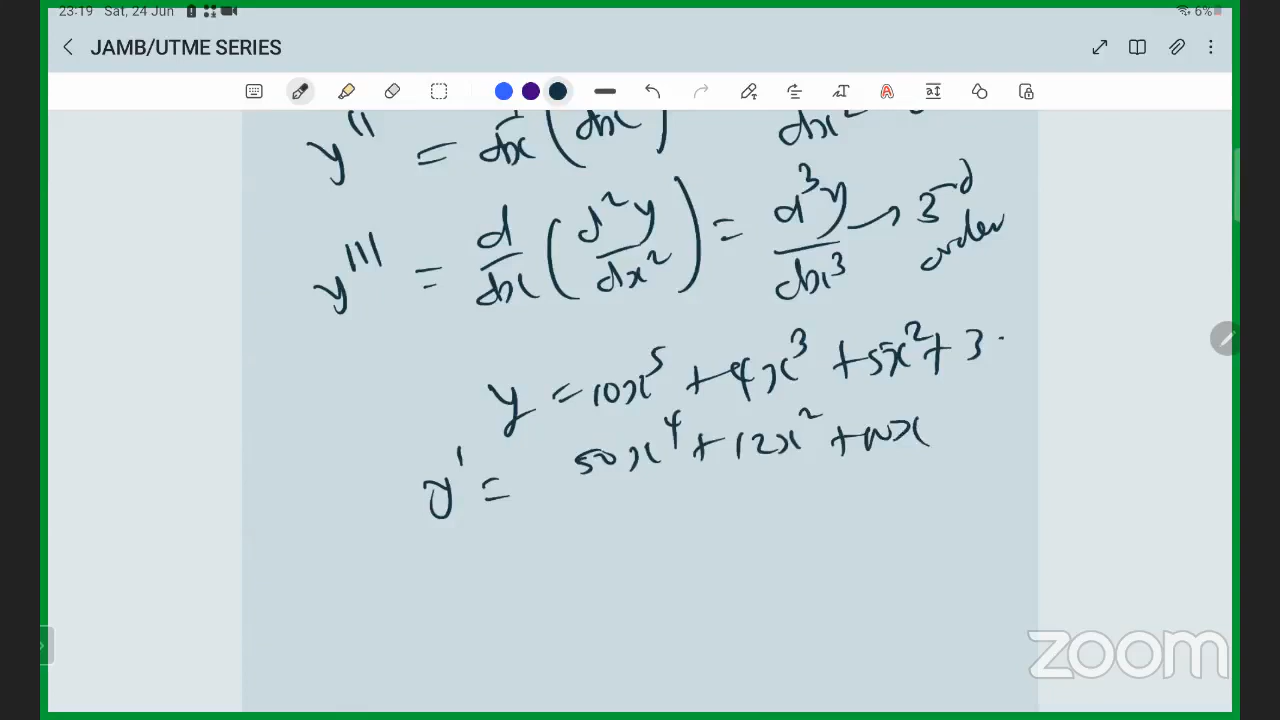 23:19 Sat, 24 Jun 6%
JAMB/UTME SERIES
y'' = d/dx (dy/dx) dx²
y''' = d/dx (d²y/dx²) = d³y/dx³ → 3rd order
y = 10x⁵ + 4x³ + 5x² + 3
y' = 50x⁴ + 12x² + 10x
zoom